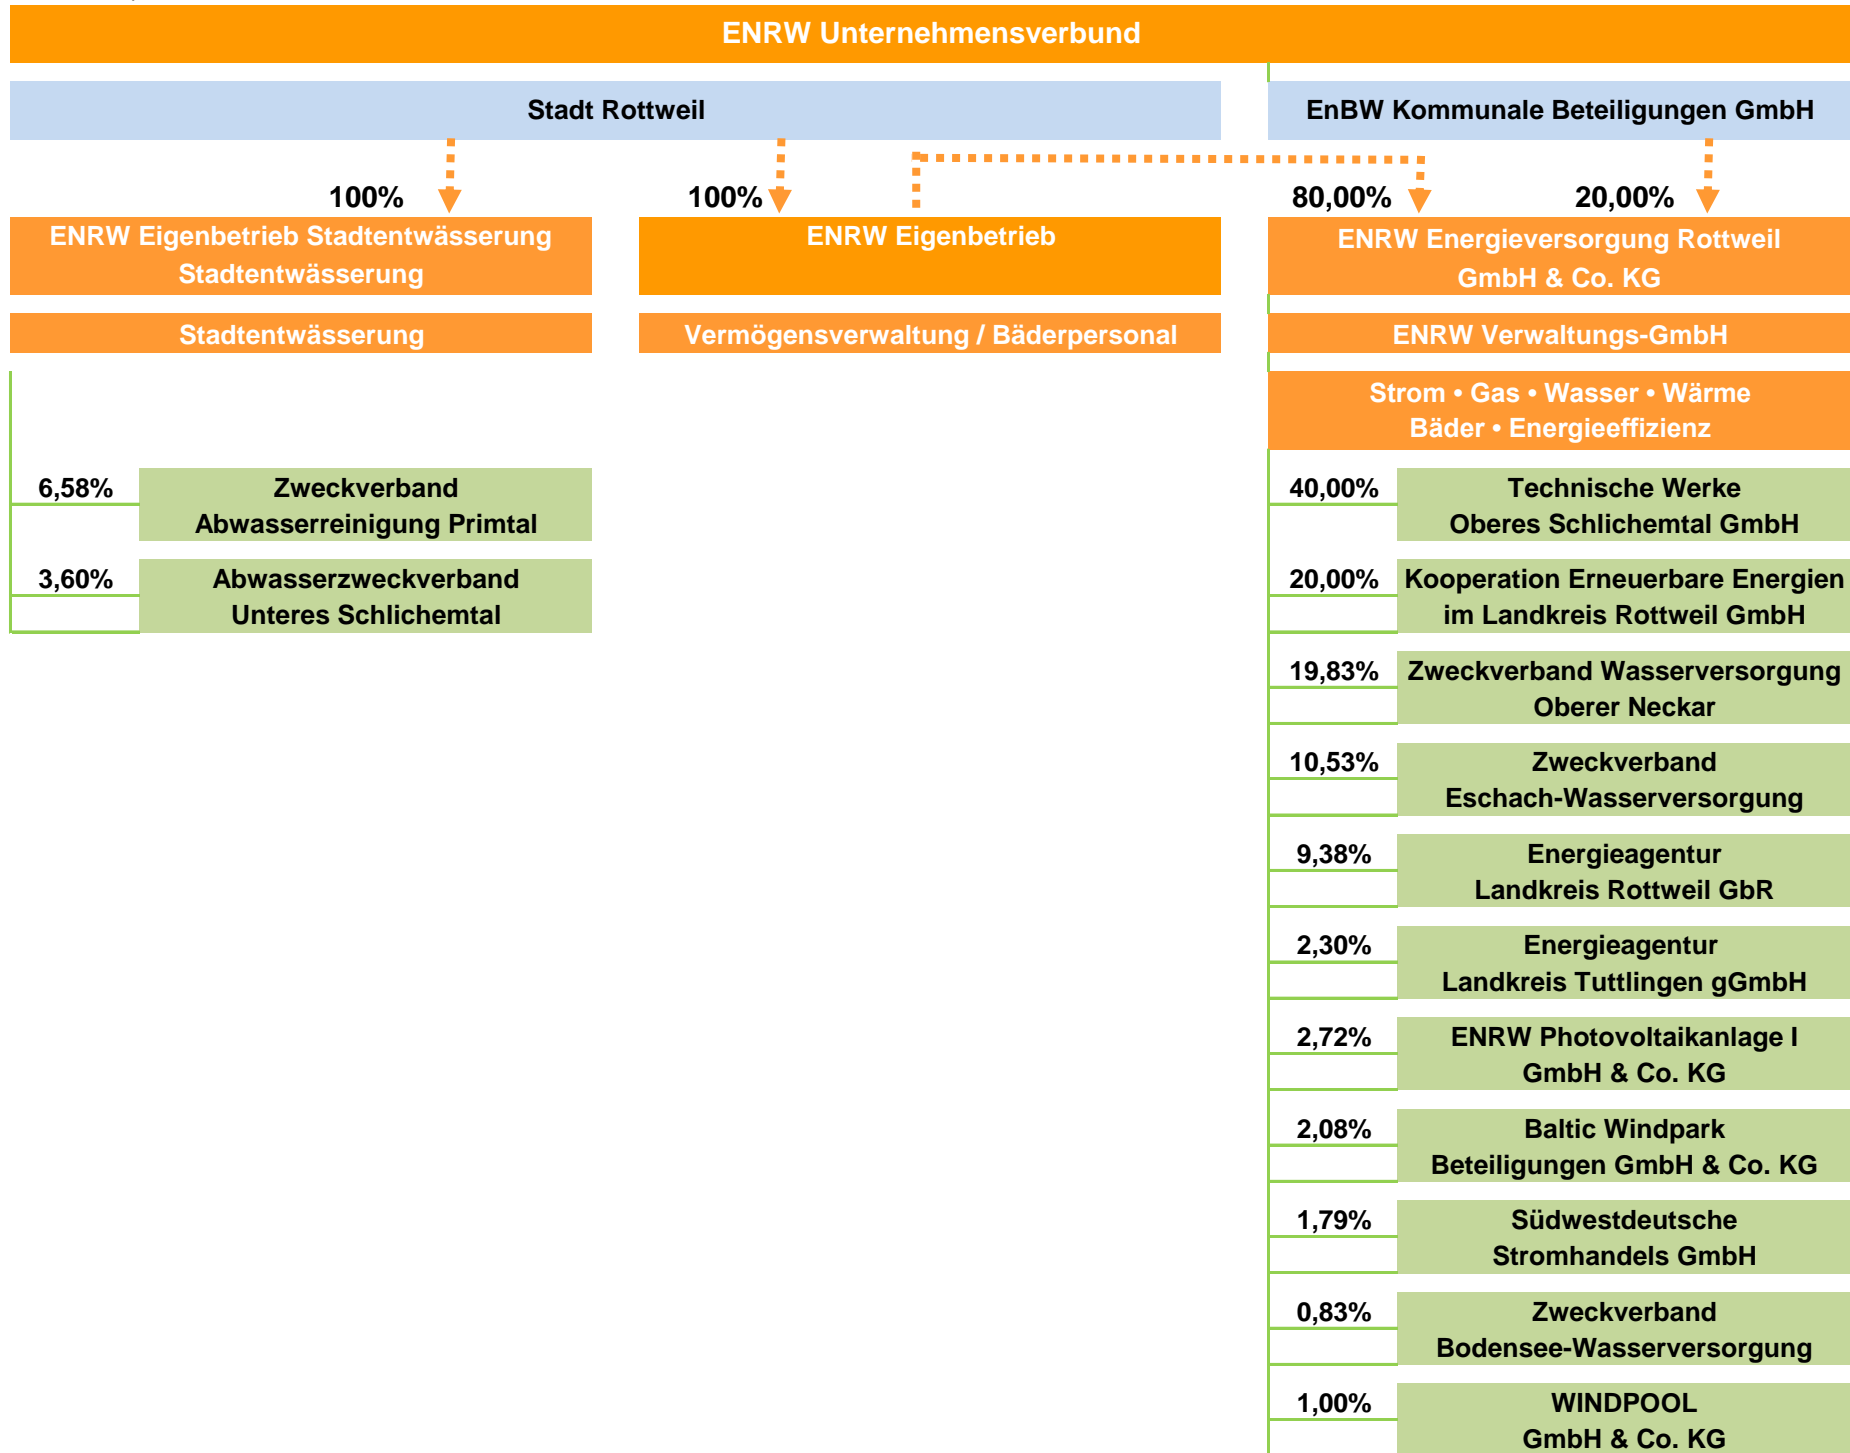 ENRW Unternehmensverbund
Stadt Rottweil
EnBW Kommunale Beteiligungen GmbH
100%
100%
80,00%
20,00%
ENRW Eigenbetrieb Stadtentwässerung
Stadtentwässerung
ENRW Eigenbetrieb
ENRW Energieversorgung Rottweil
GmbH & Co. KG
Stadtentwässerung
Vermögensverwaltung / Bäderpersonal
ENRW Verwaltungs-GmbH
Strom • Gas • Wasser • Wärme
Bäder • Energieeffizienz
6,58%
Zweckverband
Abwasserreinigung Primtal
3,60%
Abwasserzweckverband
Unteres Schlichemtal
40,00%
Technische Werke
Oberes Schlichemtal GmbH
20,00%
Kooperation Erneuerbare Energien
im Landkreis Rottweil GmbH
19,83%
Zweckverband Wasserversorgung
Oberer Neckar
10,53%
Zweckverband
Eschach-Wasserversorgung
9,38%
Energieagentur
Landkreis Rottweil GbR
2,30%
Energieagentur
Landkreis Tuttlingen gGmbH
2,72%
ENRW Photovoltaikanlage I
GmbH & Co. KG
2,08%
Baltic Windpark
Beteiligungen GmbH & Co. KG
1,79%
Südwestdeutsche
Stromhandels GmbH
0,83%
Zweckverband
Bodensee-Wasserversorgung
1,00%
WINDPOOL
GmbH & Co. KG